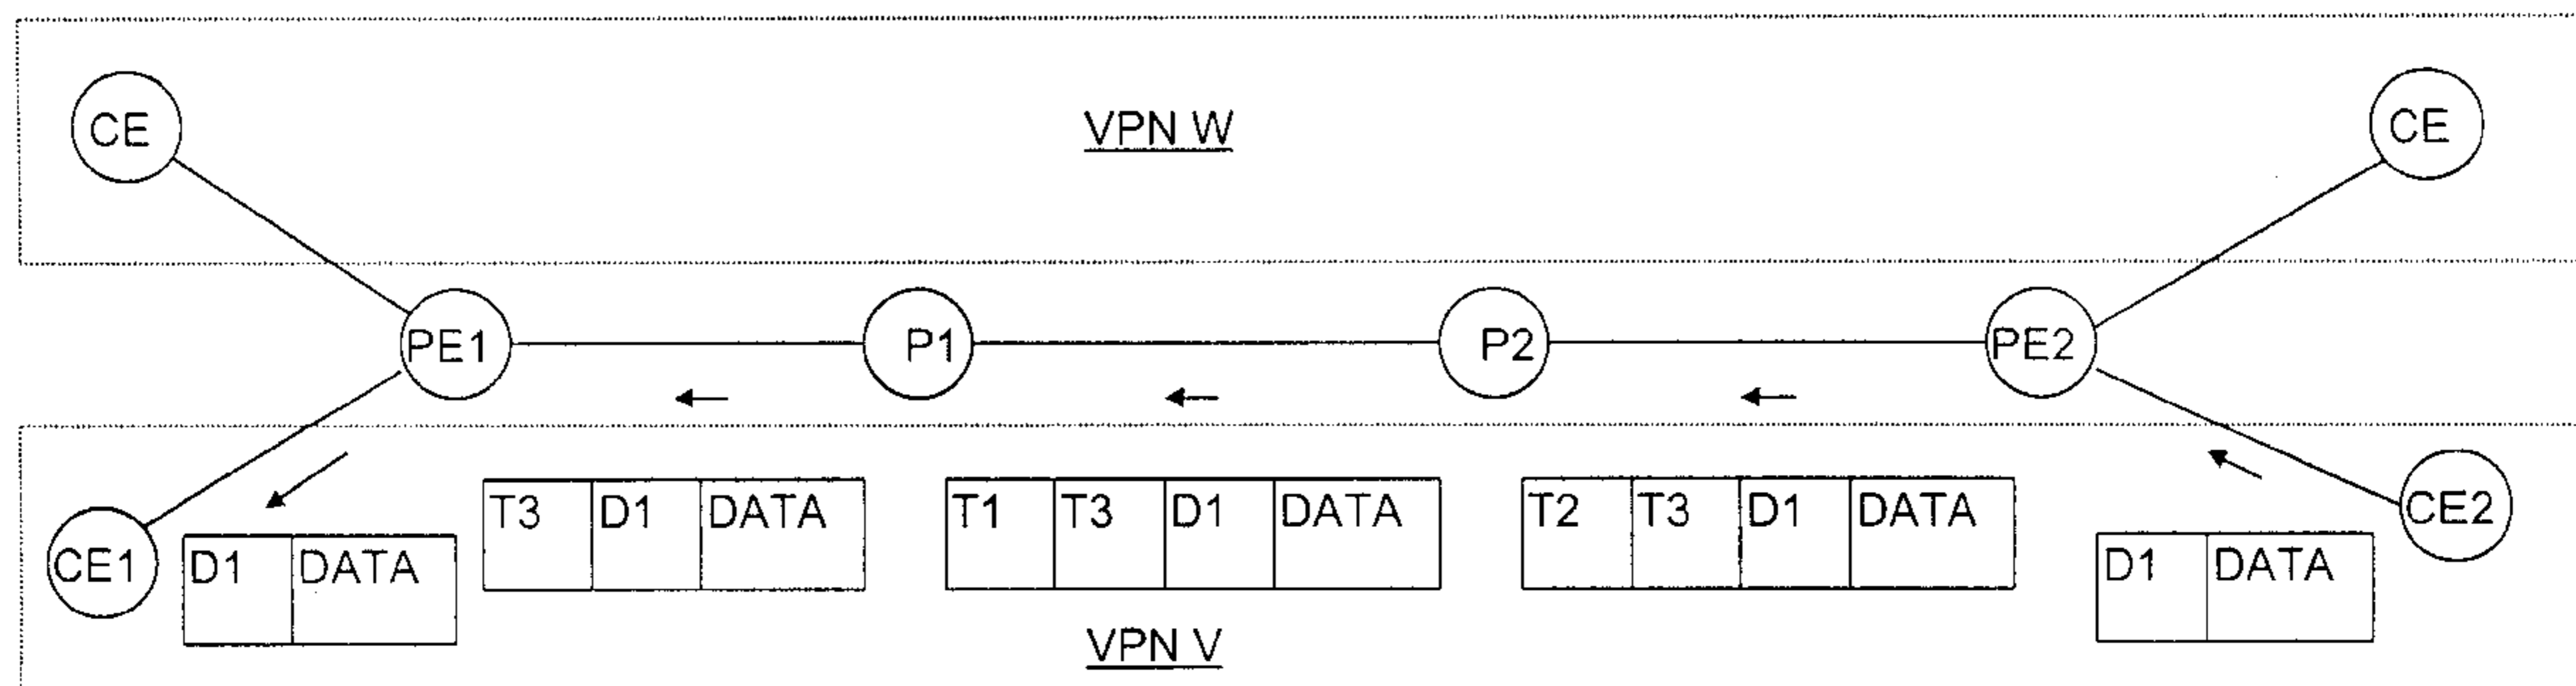 CE
VPN W
CE
PE1
P1
P2
PE2
CE1
D1 DATA
T3 D1 DATA
T1 T3 D1 DATA
T2 T3 D1 DATA
D1 DATA
CE2
VPN V